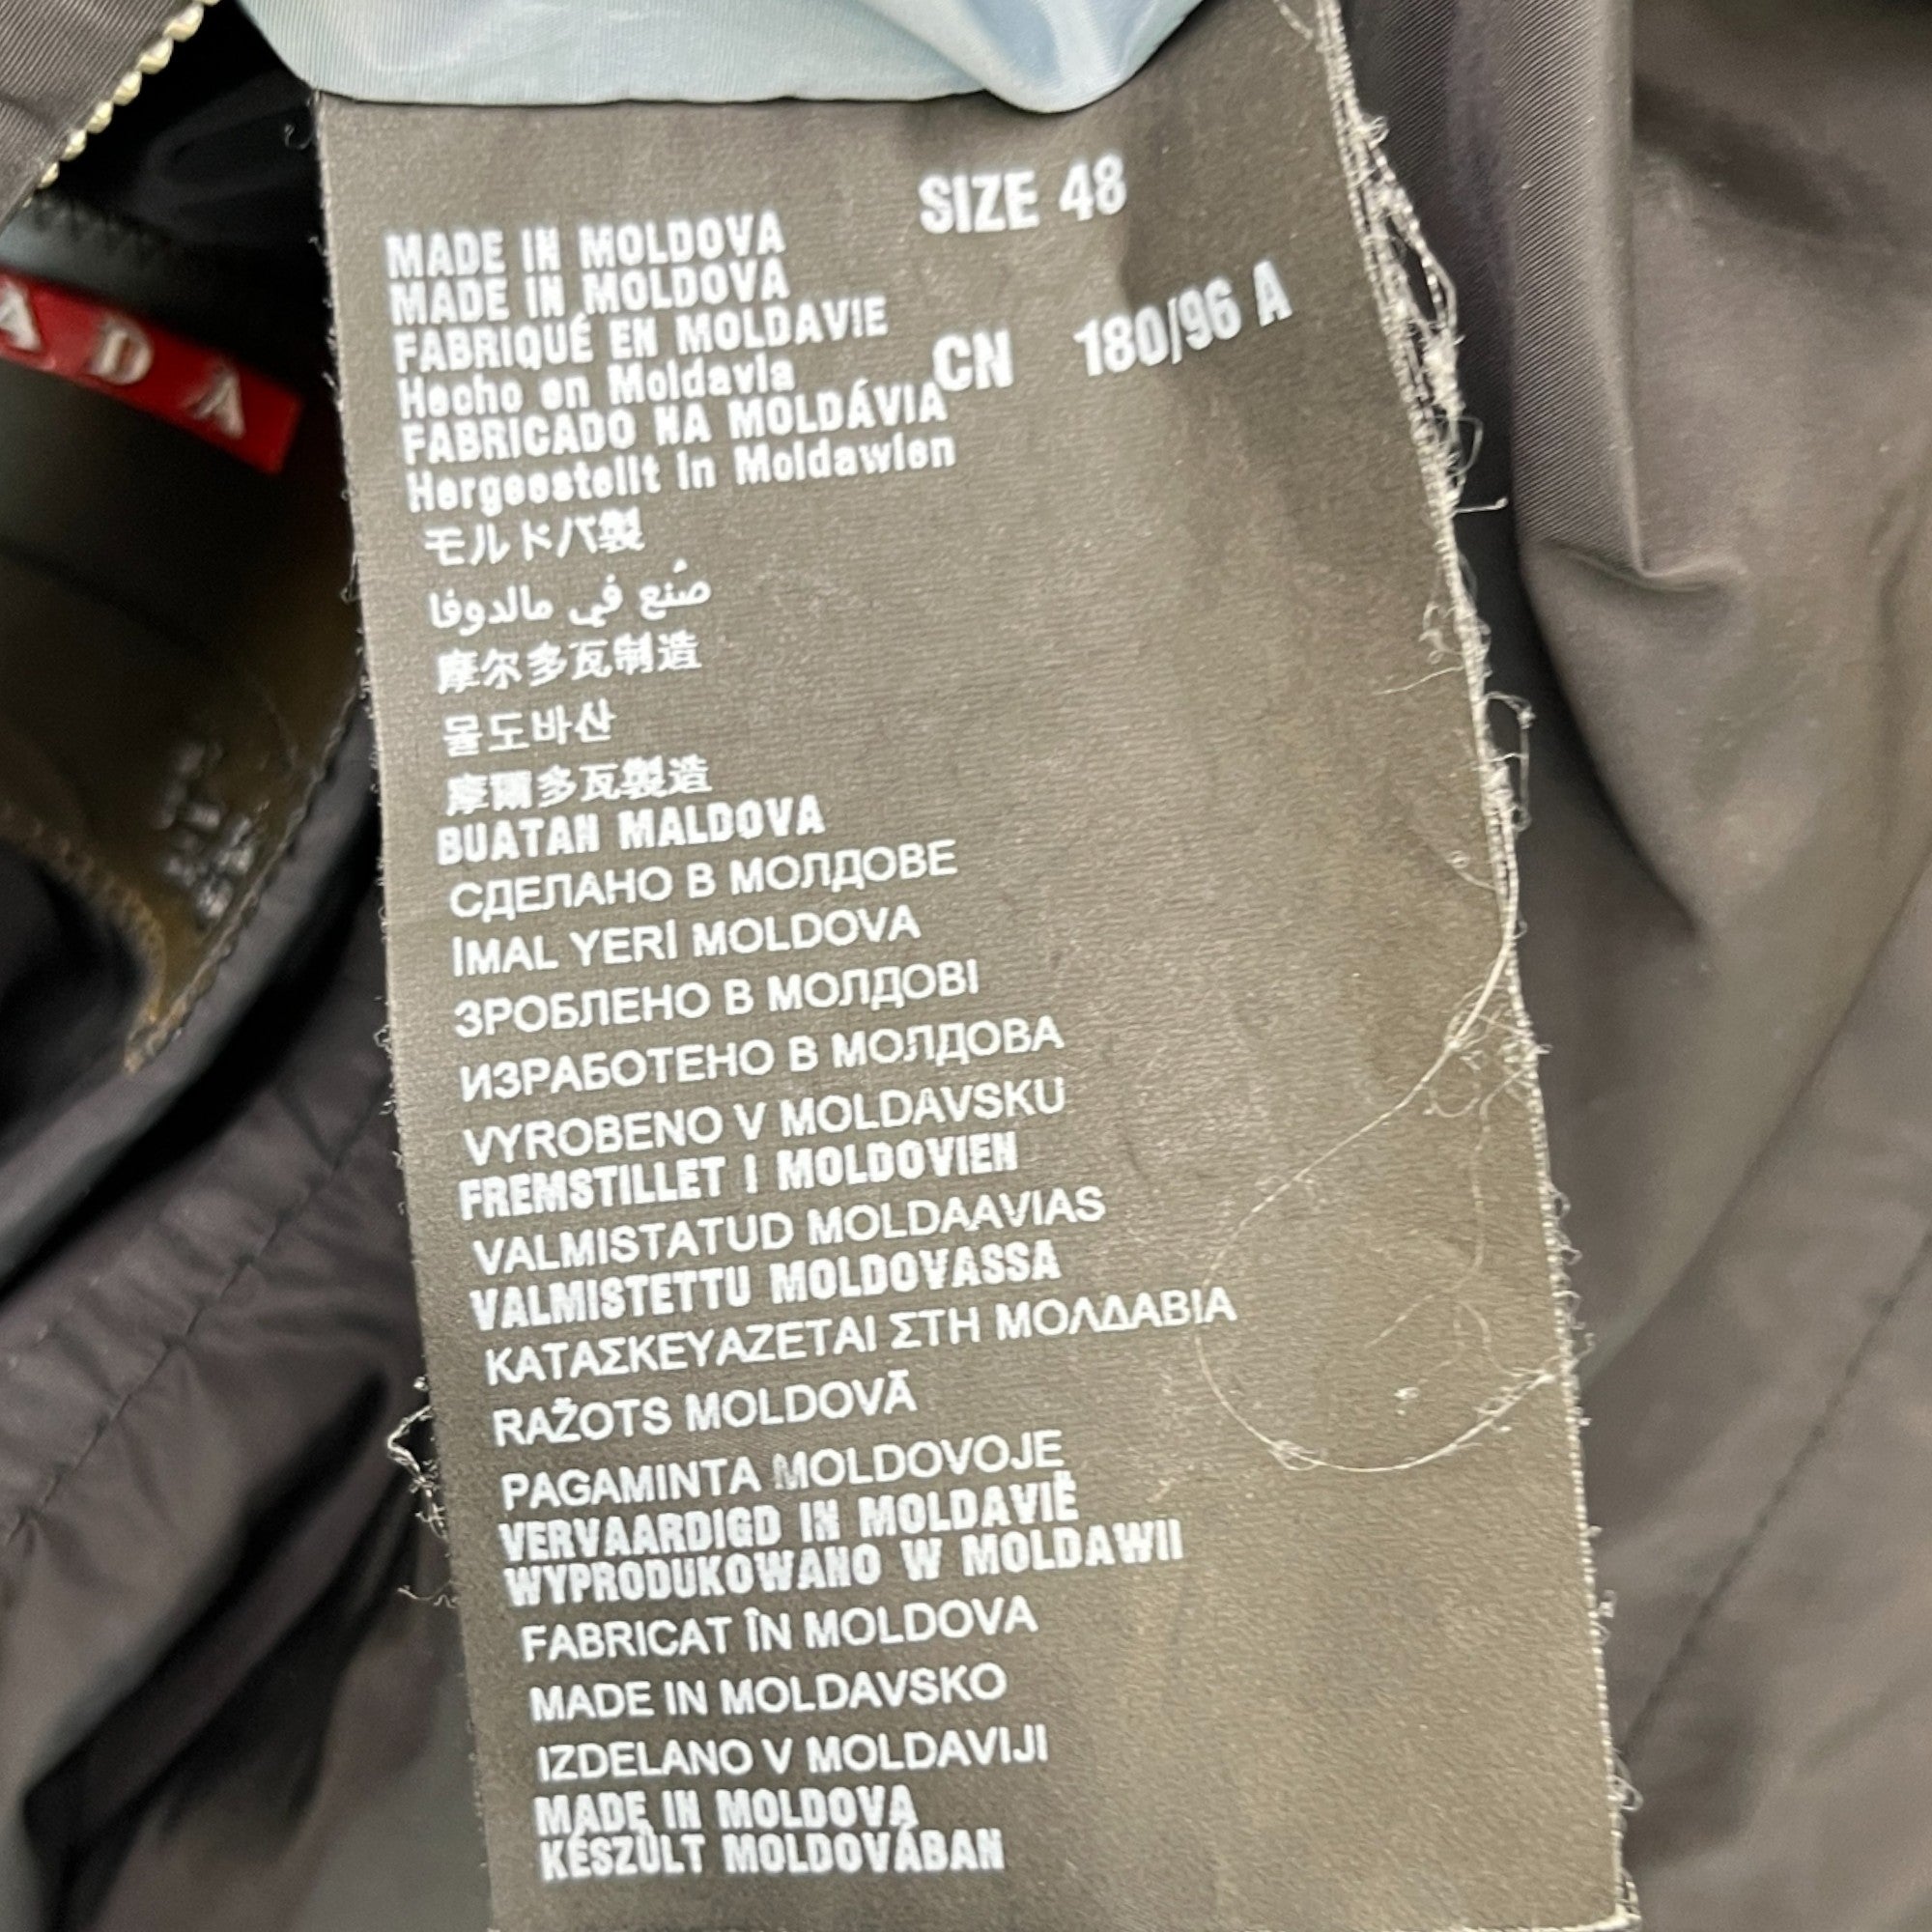 ADA
SIZE 48
CN 180/96 A
MADE IN MOLDOVA
MADE IN MOLDOVA
FABRIQUÉ EN MOLDAVIE
Hecho en Moldavia
FABRICADO NA MOLDÁVIA
Hergeestellt in Moldawien
モルドバ製
صُنع في مالدوفا
摩尔多瓦制造
몰도바산
摩爾多瓦製造
BUATAN MALDOVA
СДЕЛАНО В МОЛДОВЕ
İMAL YERİ MOLDOVA
ЗРОБЛЕНО В МОЛДОВІ
ИЗРАБОТЕНО В МОЛДОВА
VYROBENO V MOLDAVSKU
FREMSTILLET I MOLDOVIEN
VALMISTATUD MOLDAAVIAS
VALMISTETTU MOLDOVASSA
ΚΑΤΑΣΚΕΥΑΖΕΤΑΙ ΣΤΗ ΜΟΛΔΑΒΙΑ
RAŽOTS MOLDOVĀ
PAGAMINTA MOLDOVOJE
VERVAARDIGD IN MOLDAVIË
WYPRODUKOWANO W MOLDAWII
FABRICAT ÎN MOLDOVA
MADE IN MOLDAVSKO
IZDELANO V MOLDAVIJI
MADE IN MOLDOVA
KÉSZÜLT MOLDOVÁBAN